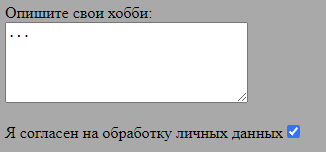 Опишите свои хобби:
...
Я согласен на обработку личных данных